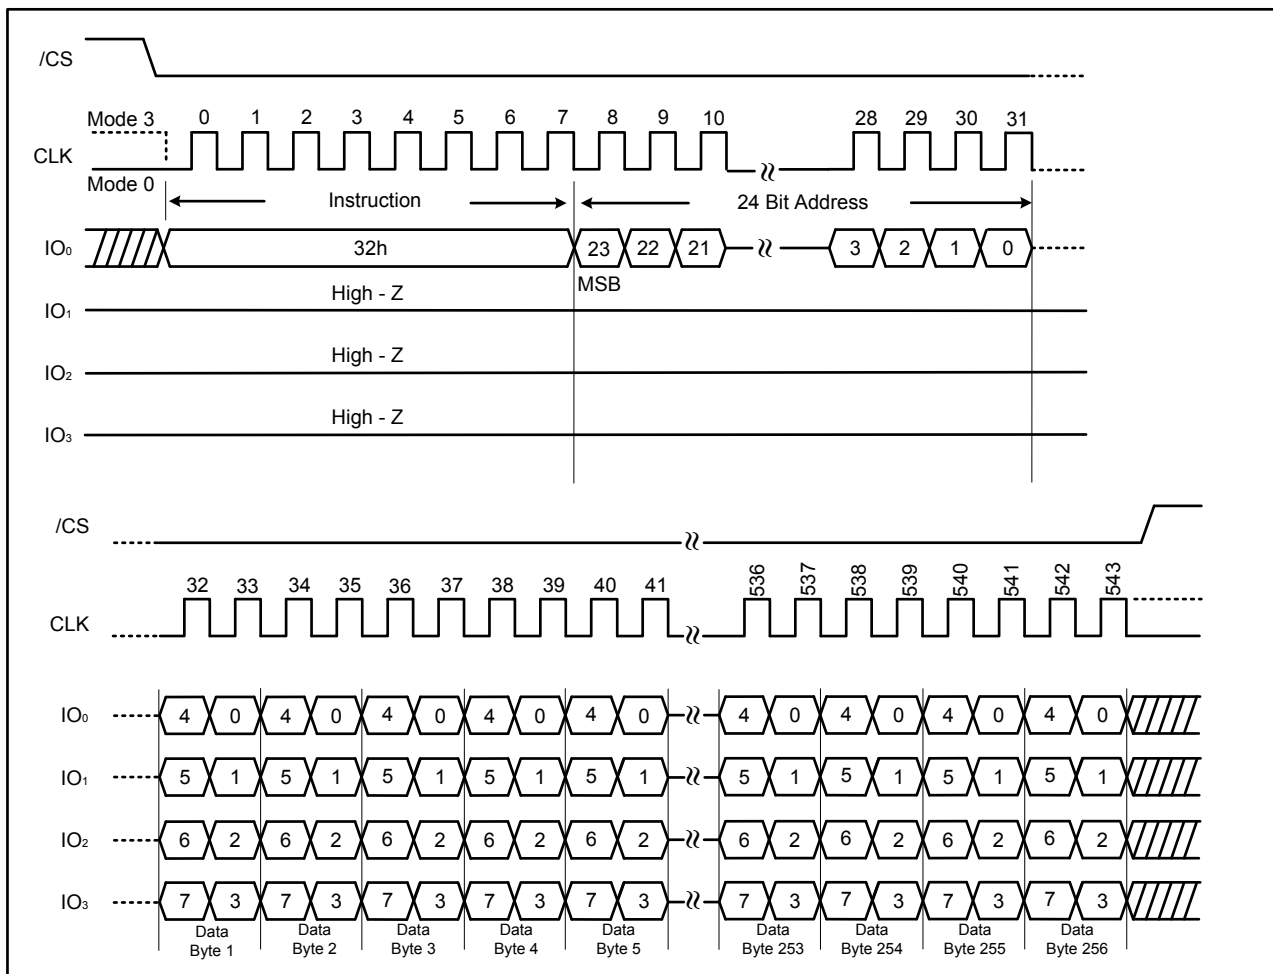 /CS
Mode 3 0 1 2 3 4 5 6 7 8 9 10 28 29 30 31
CLK
Mode 0
Instruction 24 Bit Address
IO0 32h 23 22 21 3 2 1 0
MSB
High - Z
IO1
High - Z
IO2
High - Z
IO3
/CS
32 33 34 35 36 37 38 39 40 41 536 537 538 539 540 541 542 543
CLK
IO0 4 0 4 0 4 0 4 0 4 0 4 0 4 0 4 0 4 0
IO1 5 1 5 1 5 1 5 1 5 1 5 1 5 1 5 1 5 1
IO2 6 2 6 2 6 2 6 2 6 2 6 2 6 2 6 2 6 2
IO3 7 3 7 3 7 3 7 3 7 3 7 3 7 3 7 3 7 3
Data Data Data Data Data Data Data Data Data
Byte 1 Byte 2 Byte 3 Byte 4 Byte 5 Byte 253 Byte 254 Byte 255 Byte 256